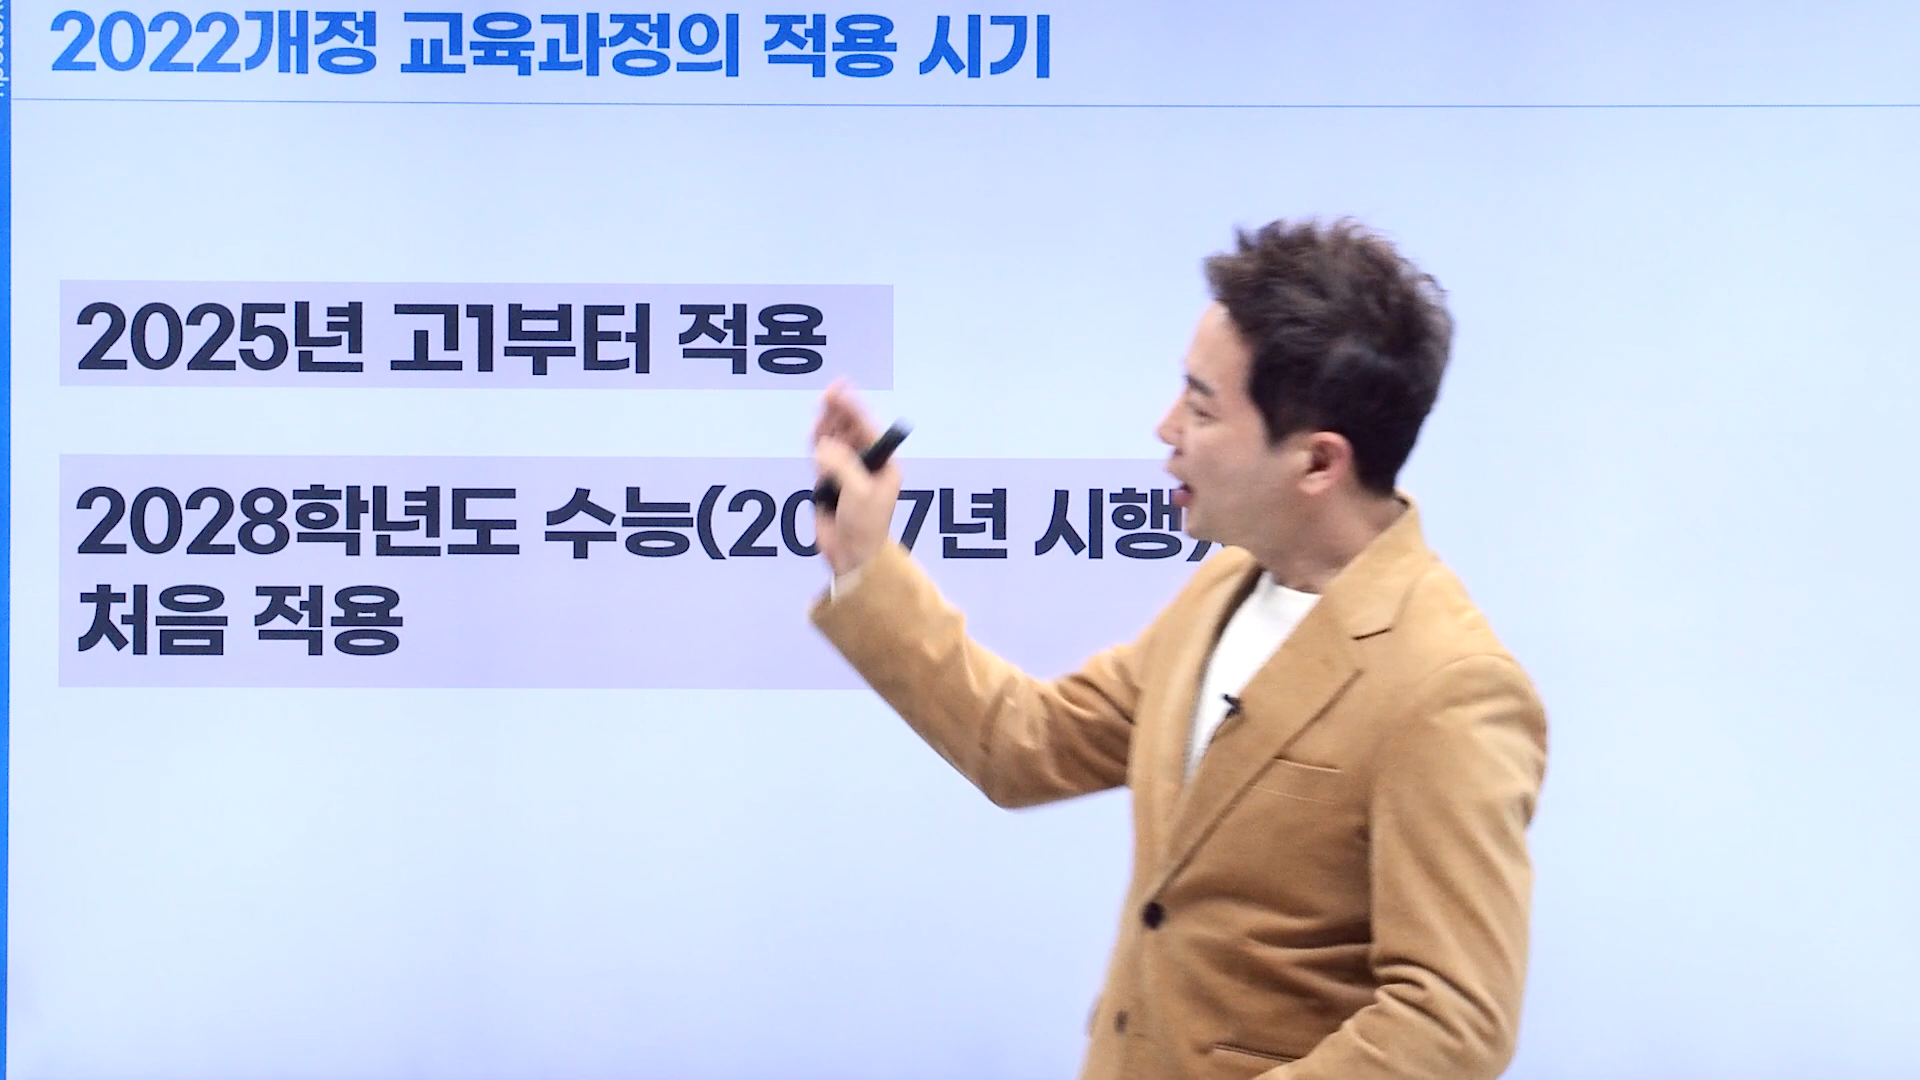 2022개정 교육과정의 적용 시기
2025년 고1부터 적용
2028학년도 수능(20 7년 시행)
처음 적용